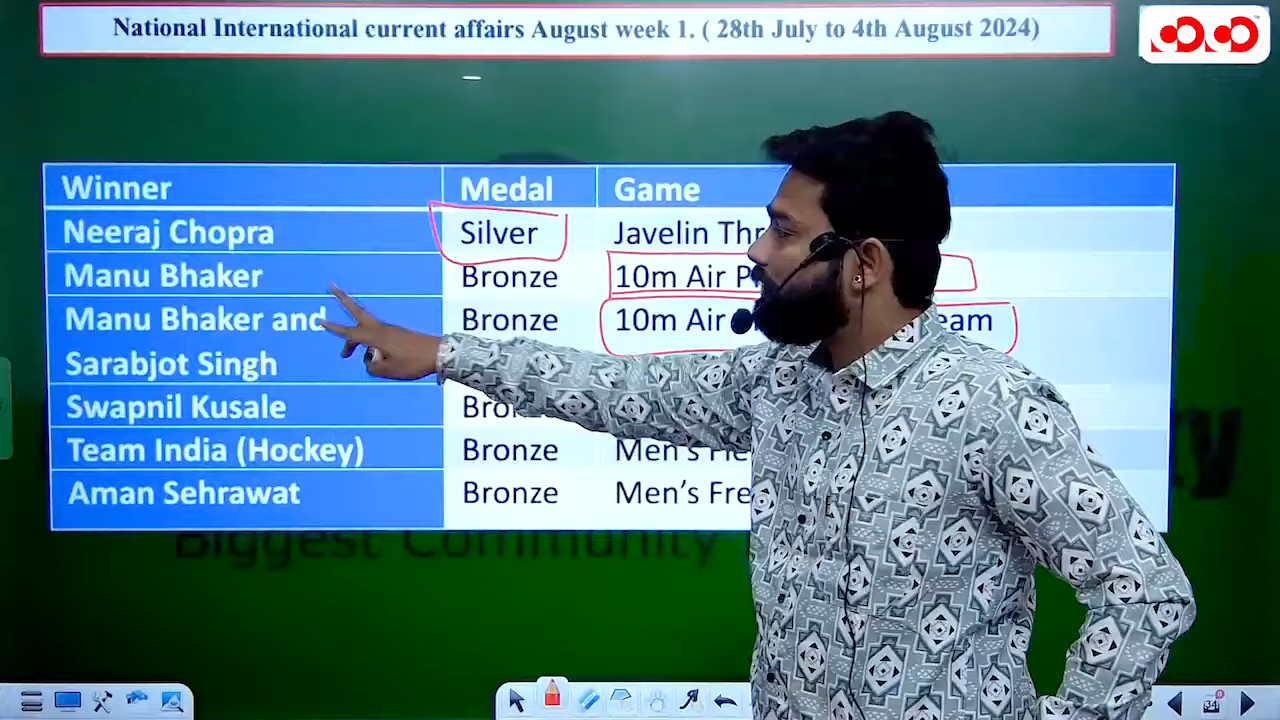 National International current affairs August week 1. ( 28th July to 4th August 2024)
Winner Medal Game
Neeraj Chopra Silver Javelin Thr
Manu Bhaker Bronze 10m Air P
Manu Bhaker and Bronze 10m Air eam
Sarabjot Singh
Swapnil Kusale Bro
Team India (Hockey) Bronze Men's
Aman Sehrawat Bronze Men's Fre
Biggest Community